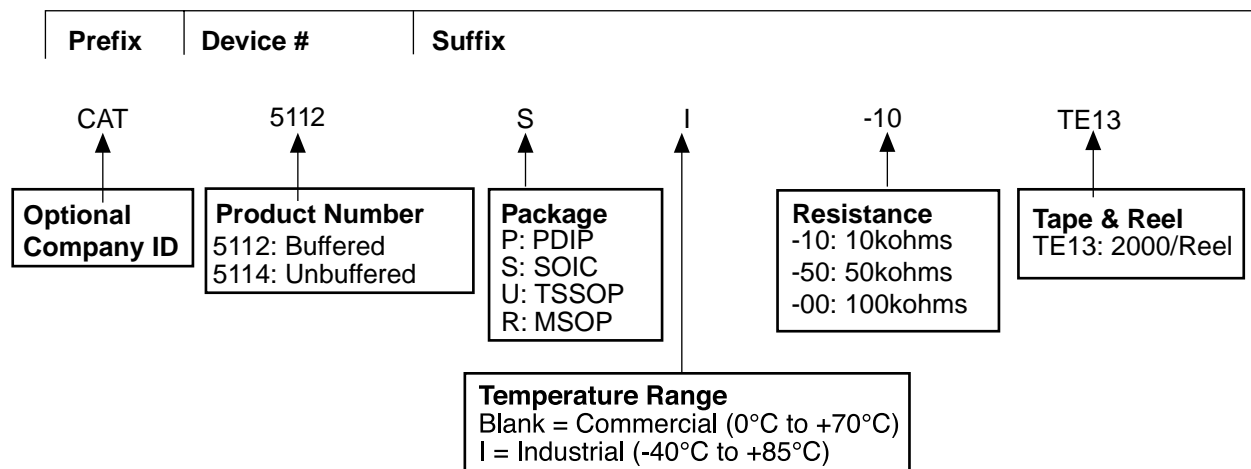 Prefix
Device #
Suffix
CAT
5112
S
I
-10
TE13
Optional
Company ID
Product Number
5112: Buffered
5114: Unbuffered
Package
P: PDIP
S: SOIC
U: TSSOP
R: MSOP
Resistance
-10: 10kohms
-50: 50kohms
-00: 100kohms
Tape & Reel
TE13: 2000/Reel
Temperature Range
Blank = Commercial (0°C to +70°C)
I = Industrial (-40°C to +85°C)